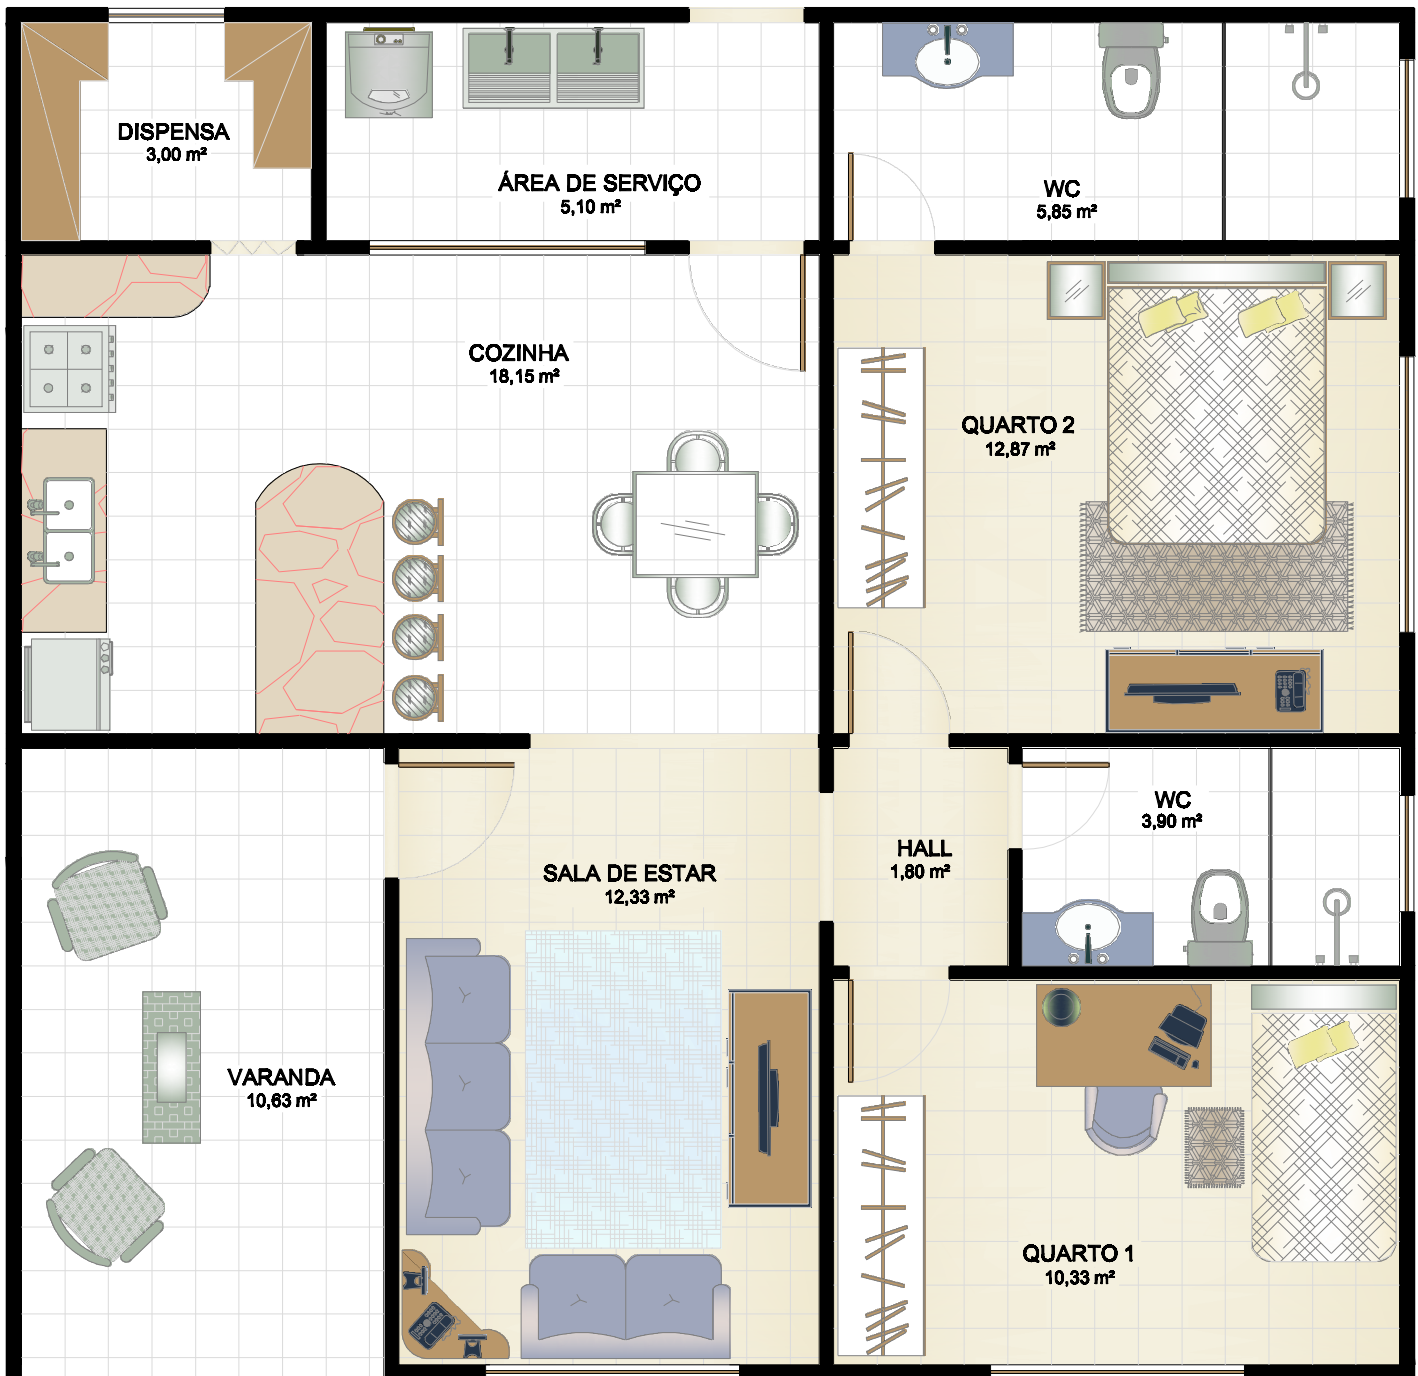 DISPENSA
3,00 m²
ÁREA DE SERVIÇO
5,10 m²
WC
5,85 m²
COZINHA
18,15 m²
QUARTO 2
12,87 m²
WC
3,90 m²
HALL
1,80 m²
SALA DE ESTAR
12,33 m²
VARANDA
10,63 m²
QUARTO 1
10,33 m²